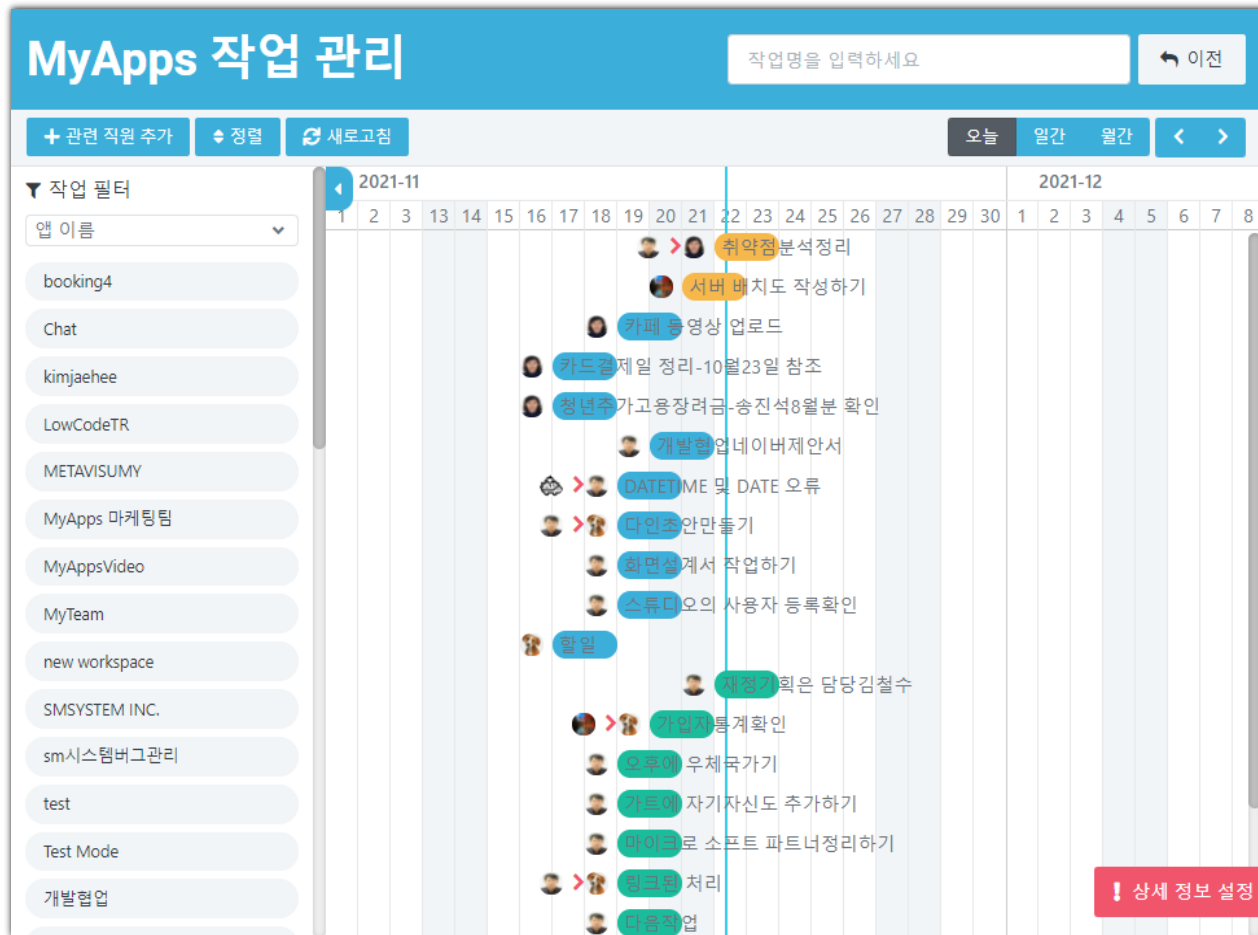 MyApps 작업 관리
작업명을 입력하세요
이전
관련 직원 추가
정렬
새로고침
오늘 일간 월간
작업 필터
앱 이름
booking4
Chat
kimjaehee
LowCodeTR
METAVISUMY
MyApps 마케팅팀
MyAppsVideo
MyTeam
new workspace
SMSYSTEM INC.
sm시스템버그관리
test
Test Mode
개발협업
2021-11 2021-12
1 2 3 13 14 15 16 17 18 19 20 21 22 23 24 25 26 27 28 29 30 1 2 3 4 5 6 7 8
취약점분석정리
서버 배치도 작성하기
카페 동영상 업로드
카드결제일 정리-10월23일 참조
청년추가고용장려금-송진석8월분 확인
개발협업네이버제안서
DATETIME 및 DATE 오류
다인초안만들기
화면설계서 작업하기
스튜디오의 사용자 등록확인
할일
재정기획은 담당김철수
가입자통계확인
오후에 우체국가기
가트에 자기자신도 추가하기
마이크로 소프트 파트너정리하기
링크된 처리
다음작업
상세 정보 설정